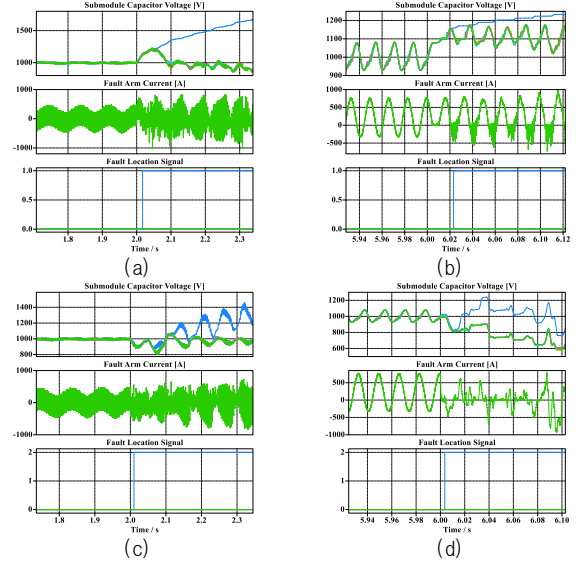 Submodule Capacitor Voltage [V]
1500
1000
Fault Arm Current [A]
1000
0
-1000
Fault Location Signal
1.0
0.5
0.0
1.8 1.9 2.0 2.1 2.2 2.3
Time / s
(a)
Submodule Capacitor Voltage [V]
1200
1100
1000
900
Fault Arm Current [A]
1000
500
0
-500
Fault Location Signal
1.0
0.5
0.0
5.94 5.96 5.98 6.00 6.02 6.04 6.06 6.08 6.10 6.12
Time / s
(b)
Submodule Capacitor Voltage [V]
1400
1200
1000
800
Fault Arm Current [A]
1000
0
-1000
Fault Location Signal
2
1
0
1.8 1.9 2.0 2.1 2.2 2.3
Time / s
(c)
Submodule Capacitor Voltage [V]
1200
1000
800
600
Fault Arm Current [A]
500
0
-500
-1000
Fault Location Signal
2
1
0
5.94 5.96 5.98 6.00 6.02 6.04 6.06 6.08 6.10
Time / s
(d)